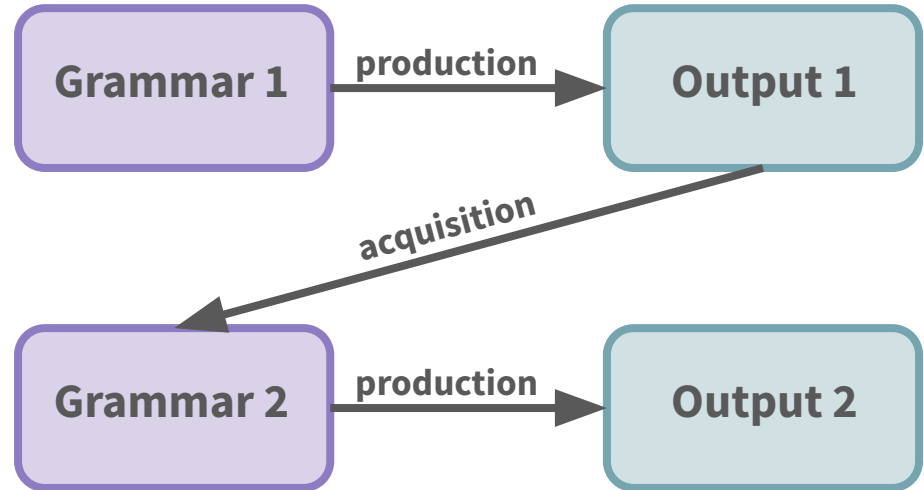 Grammar 1
production
Output 1
acquisition
Grammar 2
production
Output 2